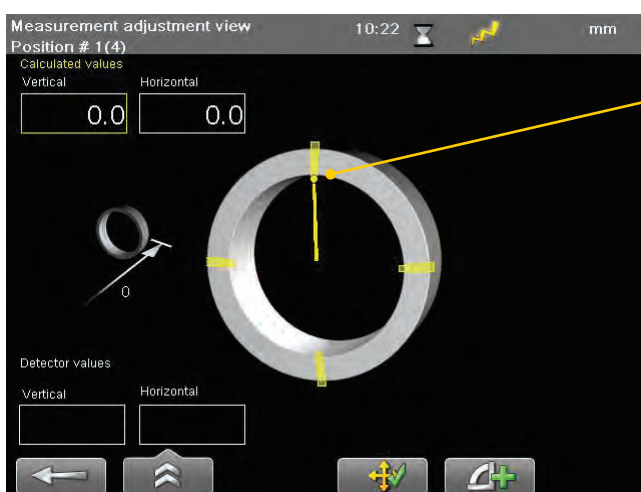 Measurement adjustment view 10:22 mm
Position # 1(4)
Calculated values
Vertical Horizontal
0.0 0.0
0
Detector values
Vertical Horizontal